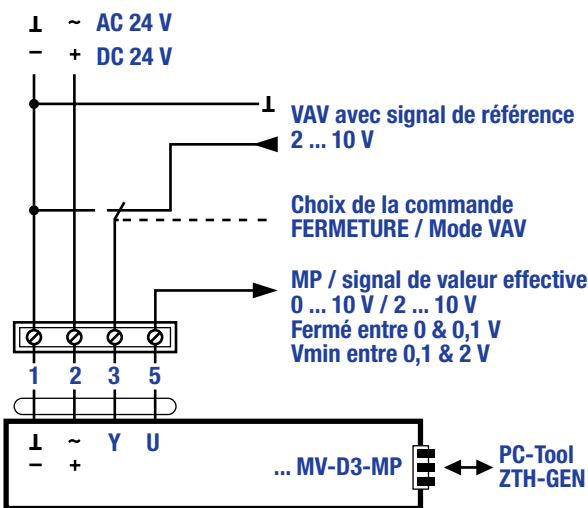 ⊥ ~ AC 24 V
– + DC 24 V
⊥ VAV avec signal de référence
2 ... 10 V
Choix de la commande
FERMETURE / Mode VAV
MP / signal de valeur effective
0 ... 10 V / 2 ... 10 V
Fermé entre 0 & 0,1 V
Vmin entre 0,1 & 2 V
1 2 3 5
⊥ ~ Y U
– +
... MV-D3-MP
PC-Tool
ZTH-GEN